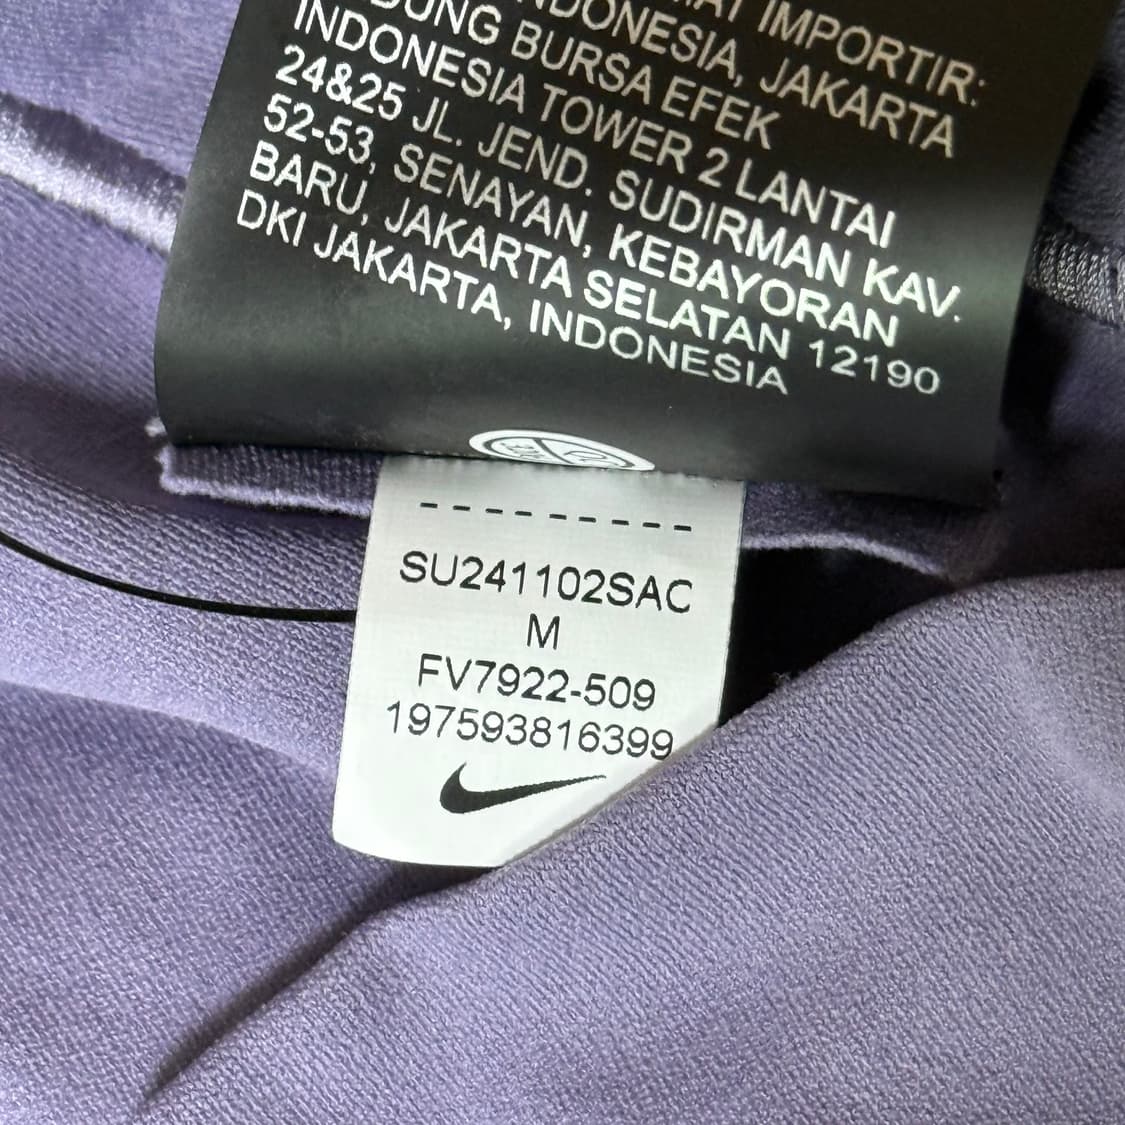 IMPORTIR:
INDONESIA, JAKARTA
BURSA EFEK
INDONESIA TOWER 2 LANTAI
24&25 JL. JEND. SUDIRMAN KAV.
52-53, SENAYAN, KEBAYORAN
BARU, JAKARTA SELATAN 12190
DKI JAKARTA, INDONESIA
----------
SU241102SAC
M
FV7922-509
197593816399